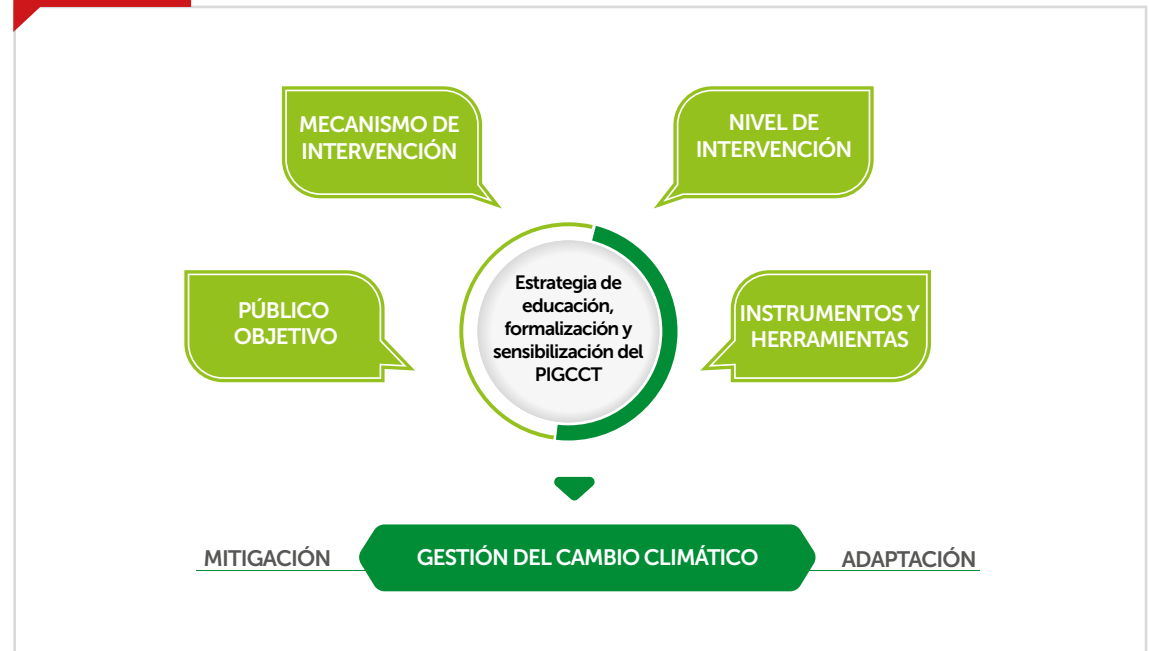 MECANISMO DE
INTERVENCIÓN
NIVEL DE
INTERVENCIÓN
PÚBLICO
OBJETIVO
Estrategia de
educación,
formalización y
sensibilización del
PIGCCT
INSTRUMENTOS Y
HERRAMIENTAS
MITIGACIÓN
GESTIÓN DEL CAMBIO CLIMÁTICO
ADAPTACIÓN